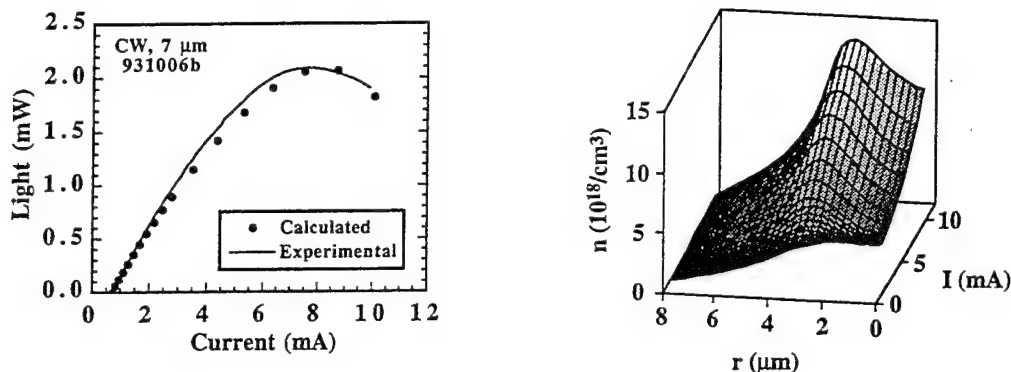 2.5
2.0
1.5
1.0
0.5
0.0
Light (mW)
CW, 7 μm
931006b
Calculated
Experimental
0 2 4 6 8 10 12
Current (mA)
15
10
5
0
n (10^18/cm^3)
8 6 4 2 0
r (μm)
10
5
0
I (mA)